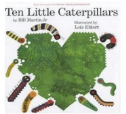 Ten Little Caterpillars
by Bill Martin Jr
Illustrated by
Lois Ehlert